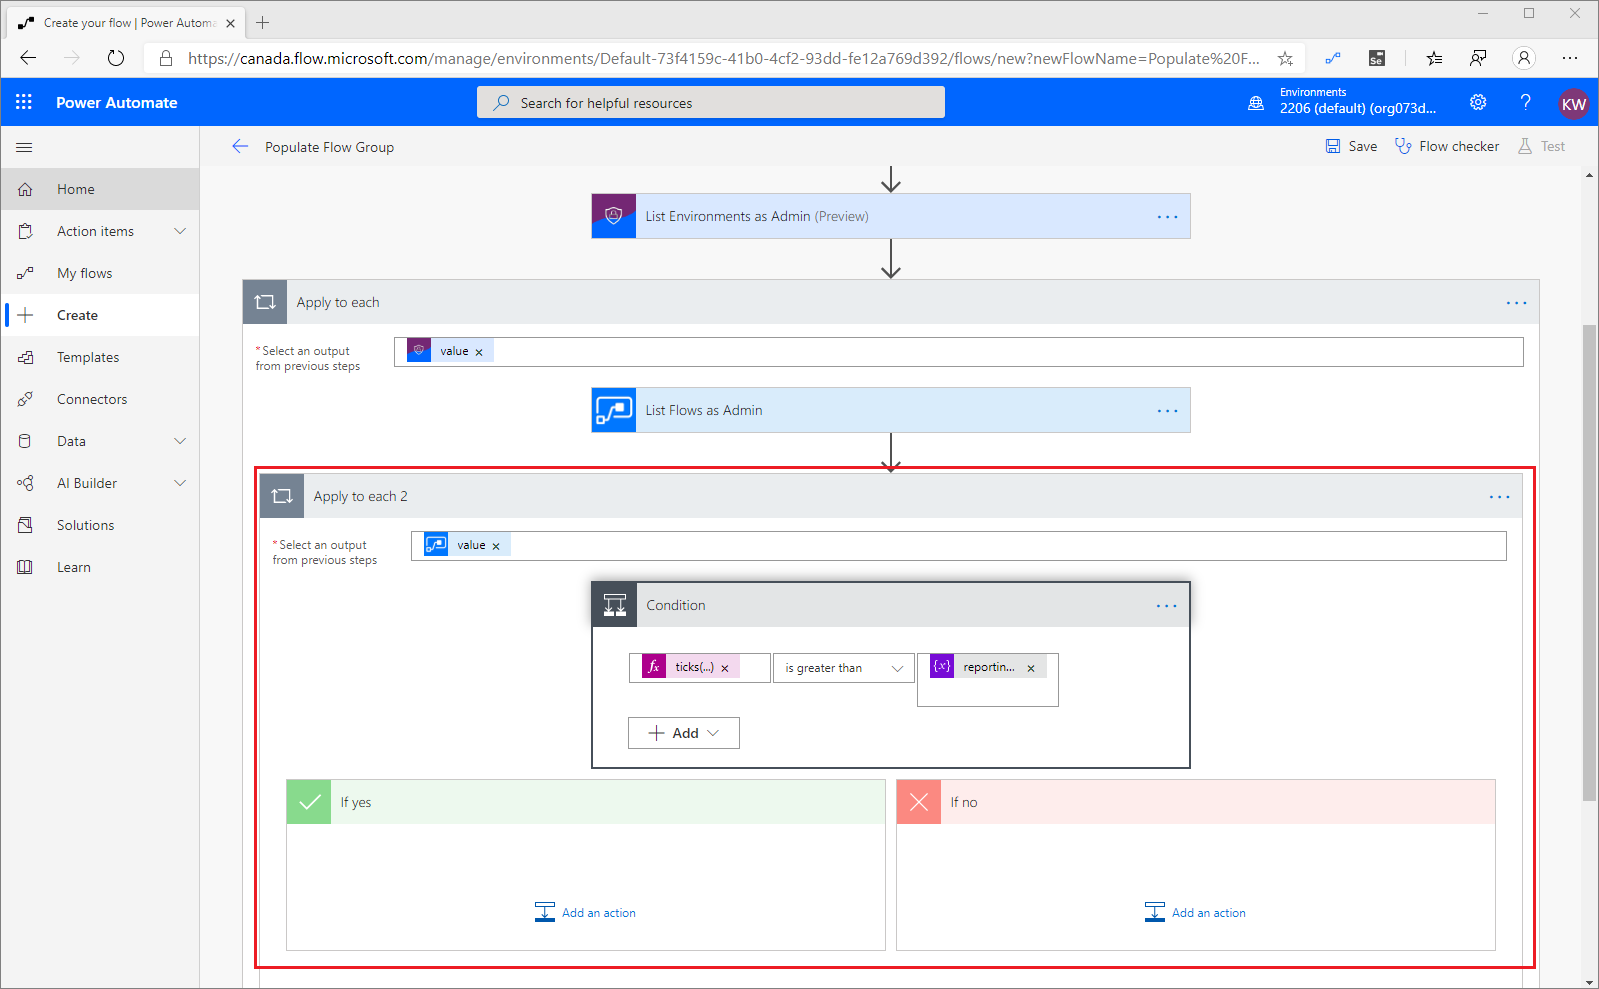 Create your flow | Power Automa
https://canada.flow.microsoft.com/manage/environments/Default-73f4159c-41b0-4cf2-93dd-fe12a769d392/flows/new?newFlowName=Populate%20F...
Se
Power Automate
Search for helpful resources
Environments
2206 (default) (org073d...
?
KW
Populate Flow Group
Save
Flow checker
Test
Home
Action items
My flows
Create
Templates
Connectors
Data
AI Builder
Solutions
Learn
List Environments as Admin (Preview)
Apply to each
*Select an output
from previous steps
value ×
List Flows as Admin
Apply to each 2
*Select an output
from previous steps
value ×
Condition
fx ticks(...) ×
is greater than
{x} reportin... ×
Add
If yes
If no
Add an action
Add an action